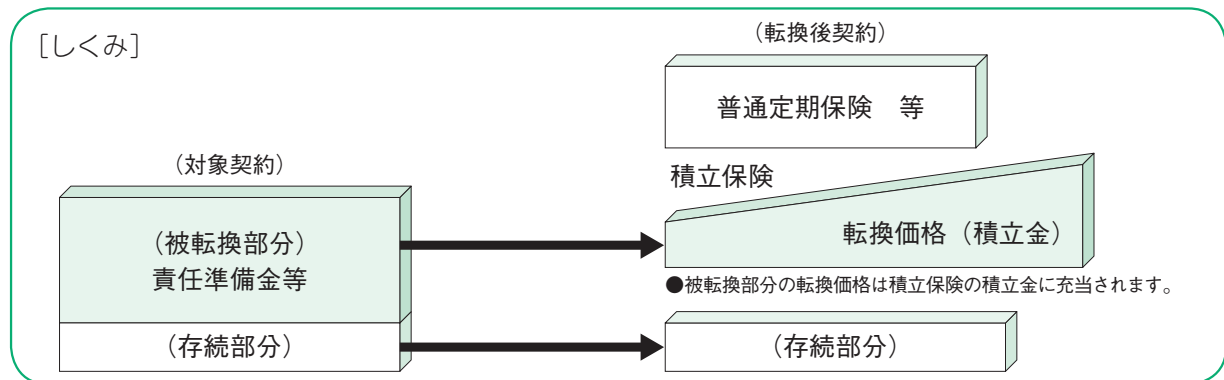 ［しくみ］
（対象契約）
（被転換部分）
責任準備金等
（存続部分）
（転換後契約）
普通定期保険　等
積立保険
転換価格（積立金）
●被転換部分の転換価格は積立保険の積立金に充当されます。
（存続部分）